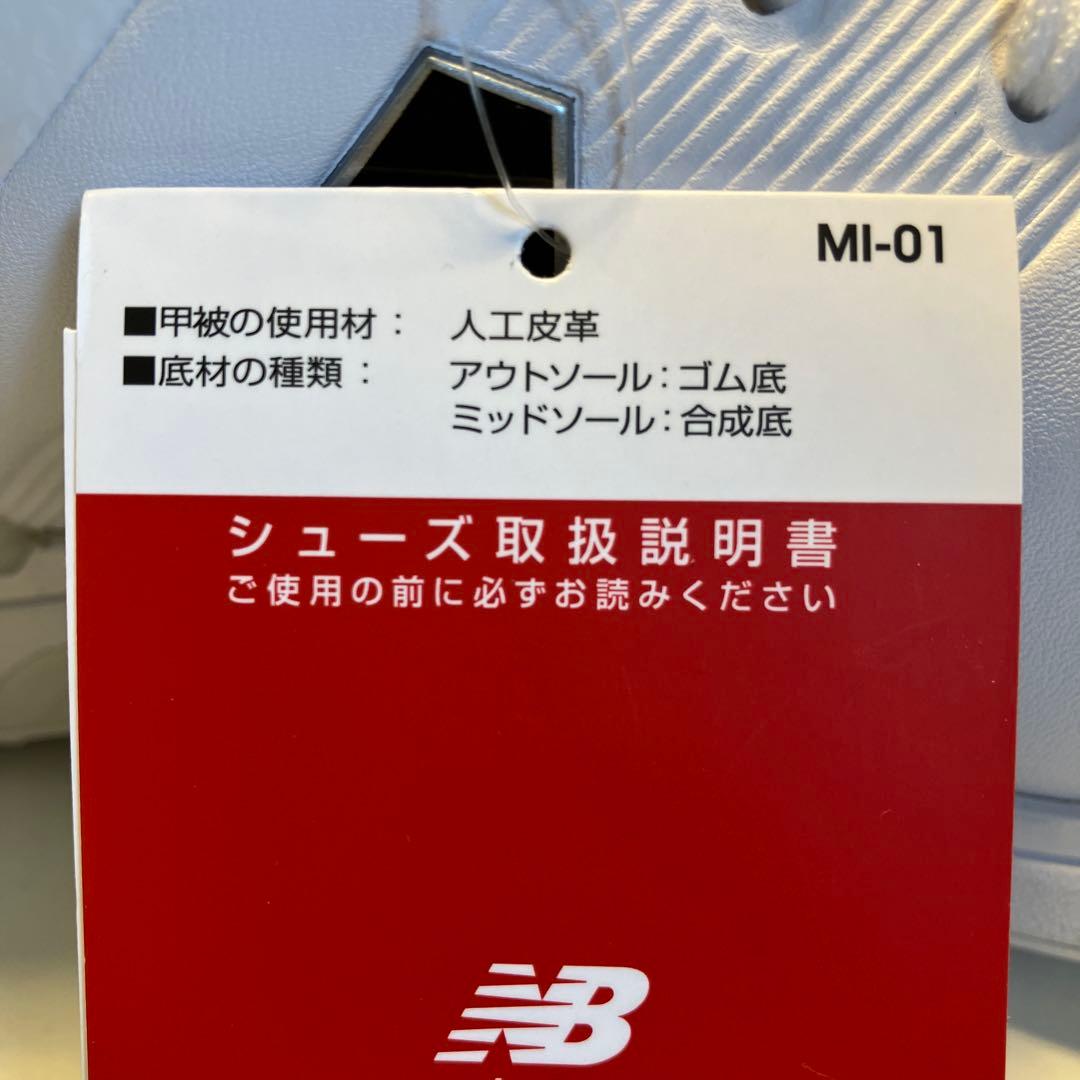 MI-01
■甲被の使用材： 人工皮革
■底材の種類： アウトソール：ゴム底
ミッドソール：合成底
シューズ取扱説明書
ご使用の前に必ずお読みください
NB